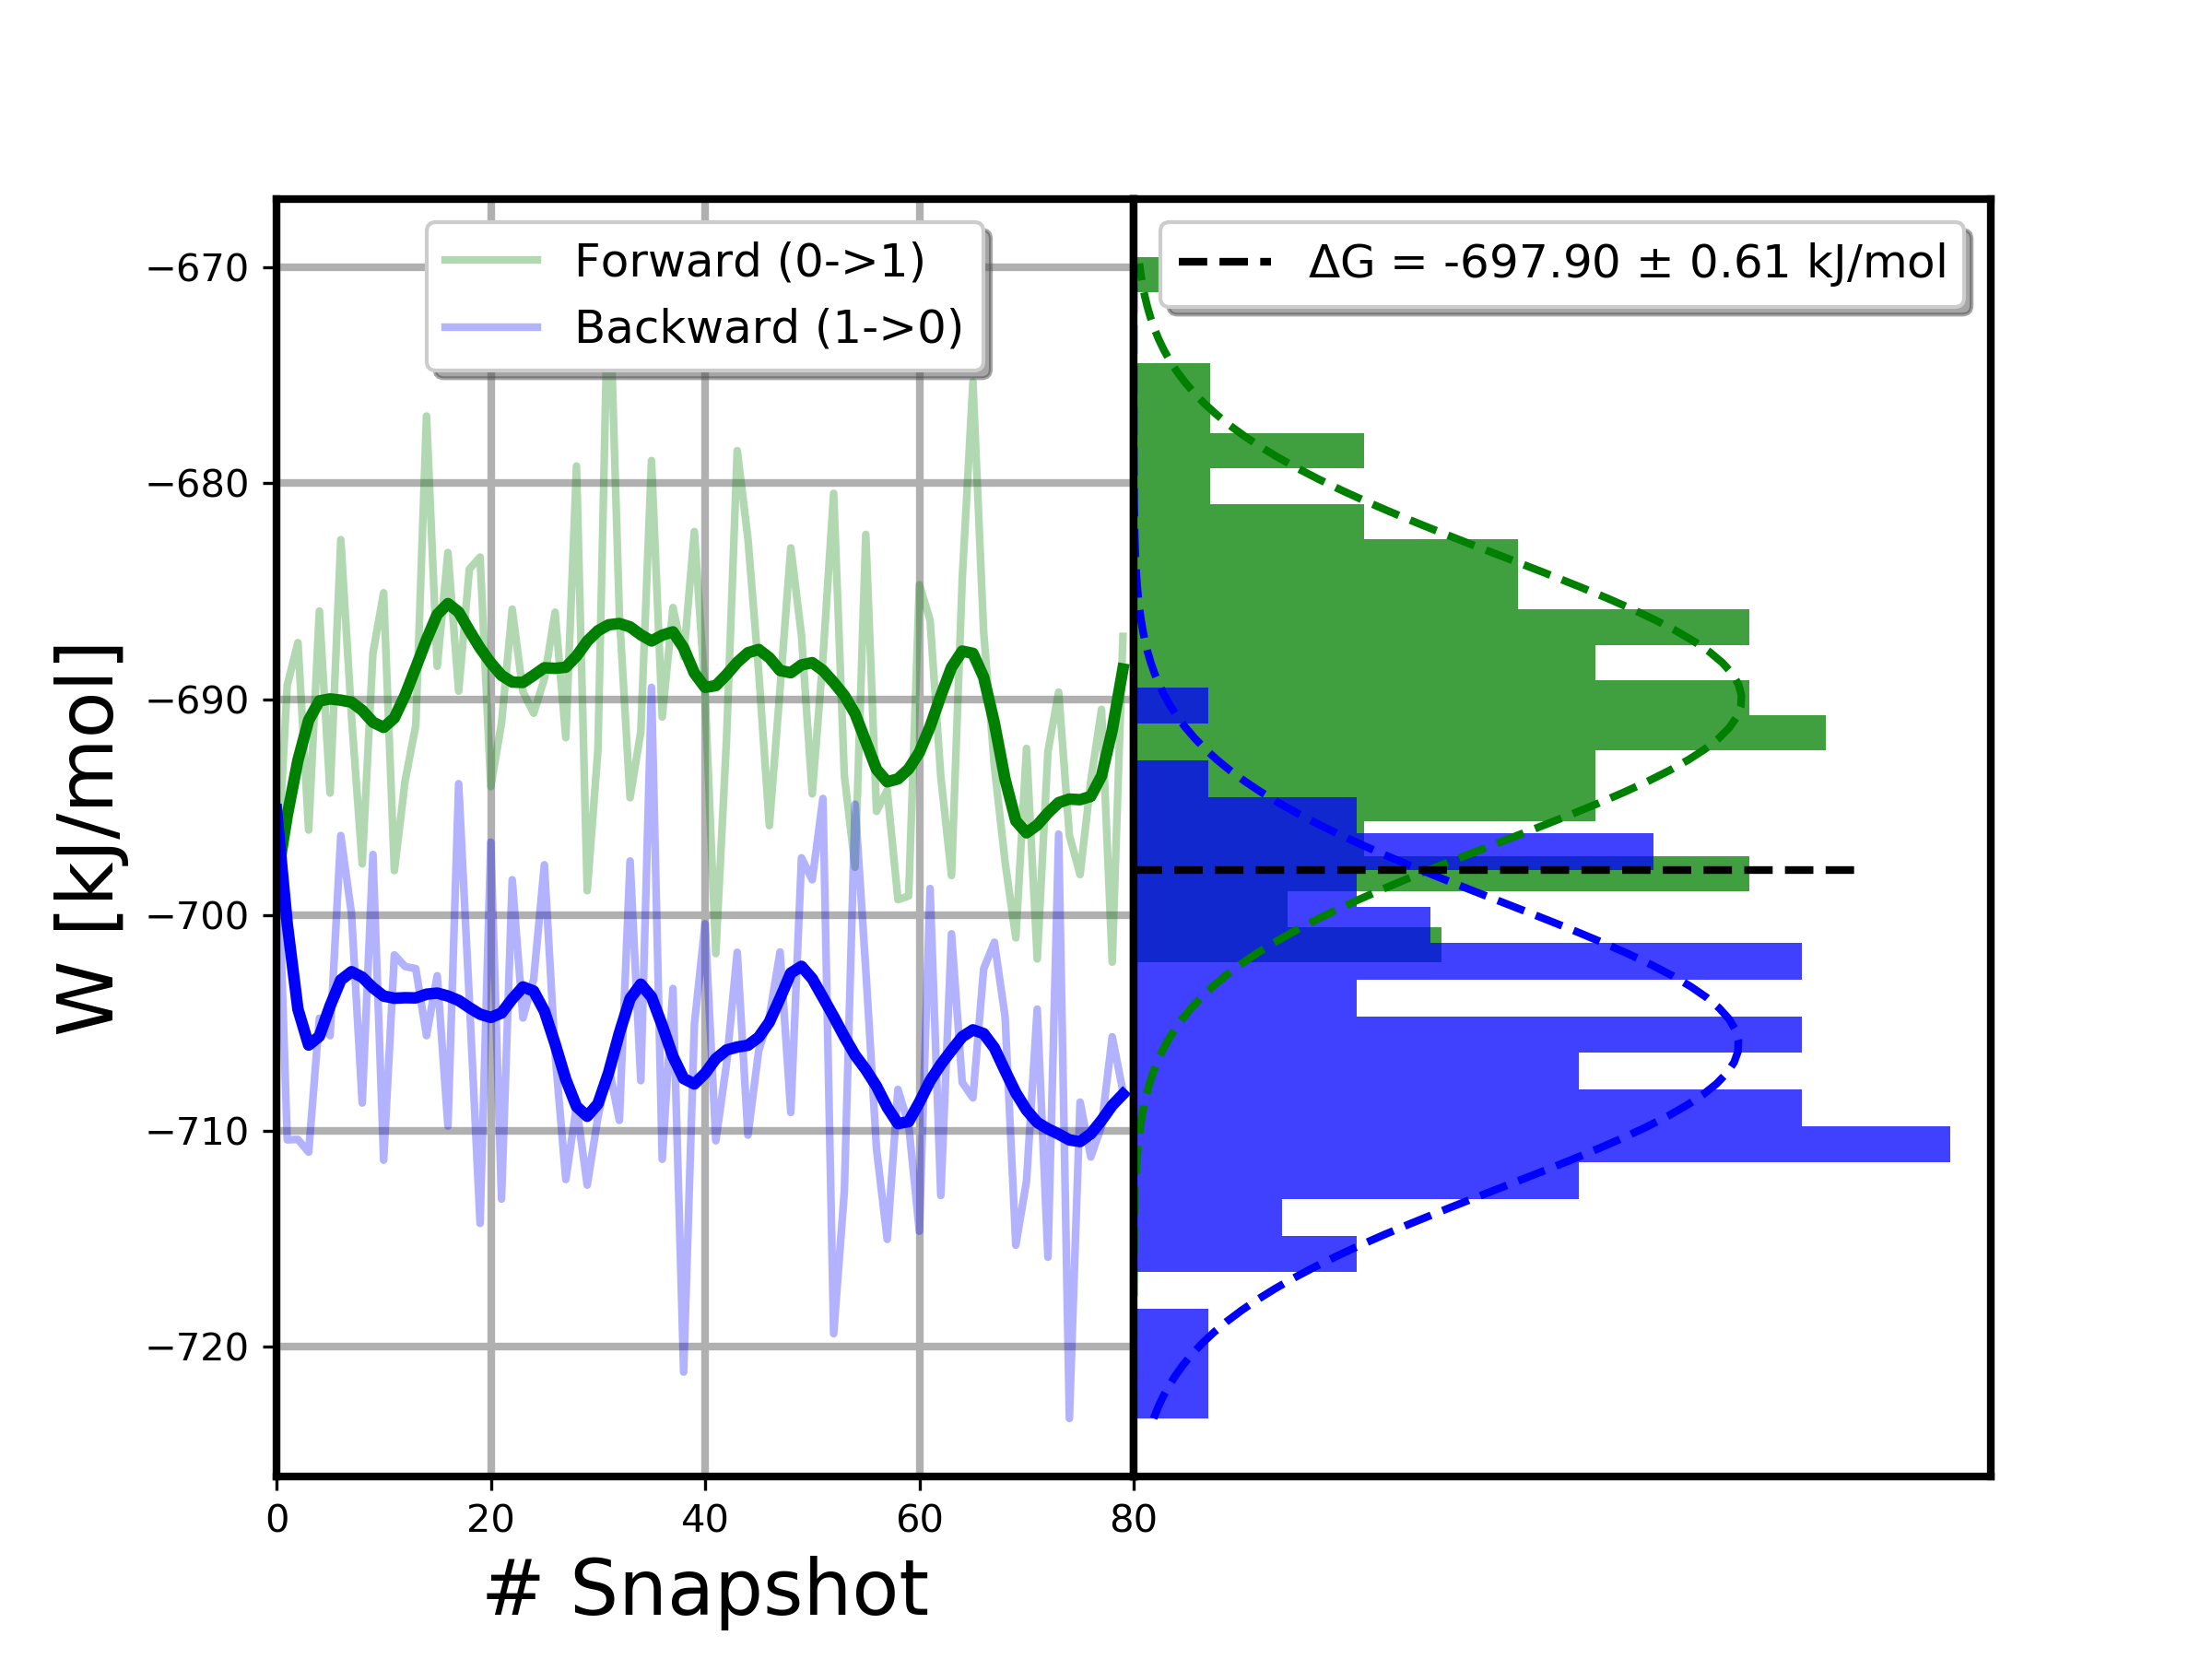 Forward (0->1)
Backward (1->0)
ΔG = -697.90 ± 0.61 kJ/mol
W [kJ/mol]
−670
−680
−690
−700
−710
−720
0 20 40 60 80
# Snapshot